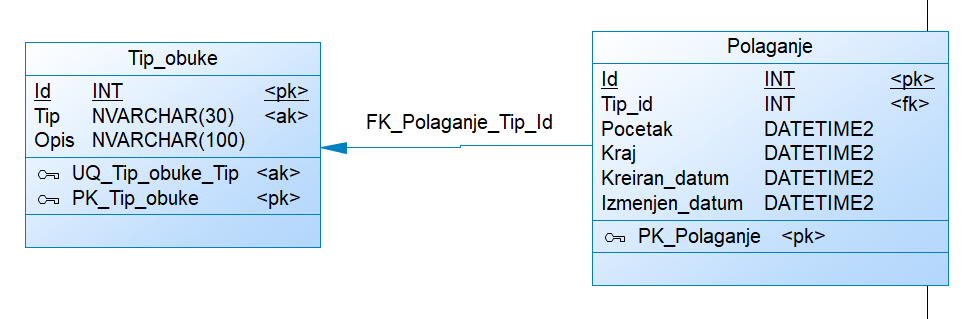 Tip_obuke
Id INT <pk>
Tip NVARCHAR(30) <ak>
Opis NVARCHAR(100)
UQ_Tip_obuke_Tip <ak>
PK_Tip_obuke <pk>
FK_Polaganje_Tip_Id
Polaganje
Id INT <pk>
Tip_id INT <fk>
Pocetak DATETIME2
Kraj DATETIME2
Kreiran_datum DATETIME2
Izmenjen_datum DATETIME2
PK_Polaganje <pk>